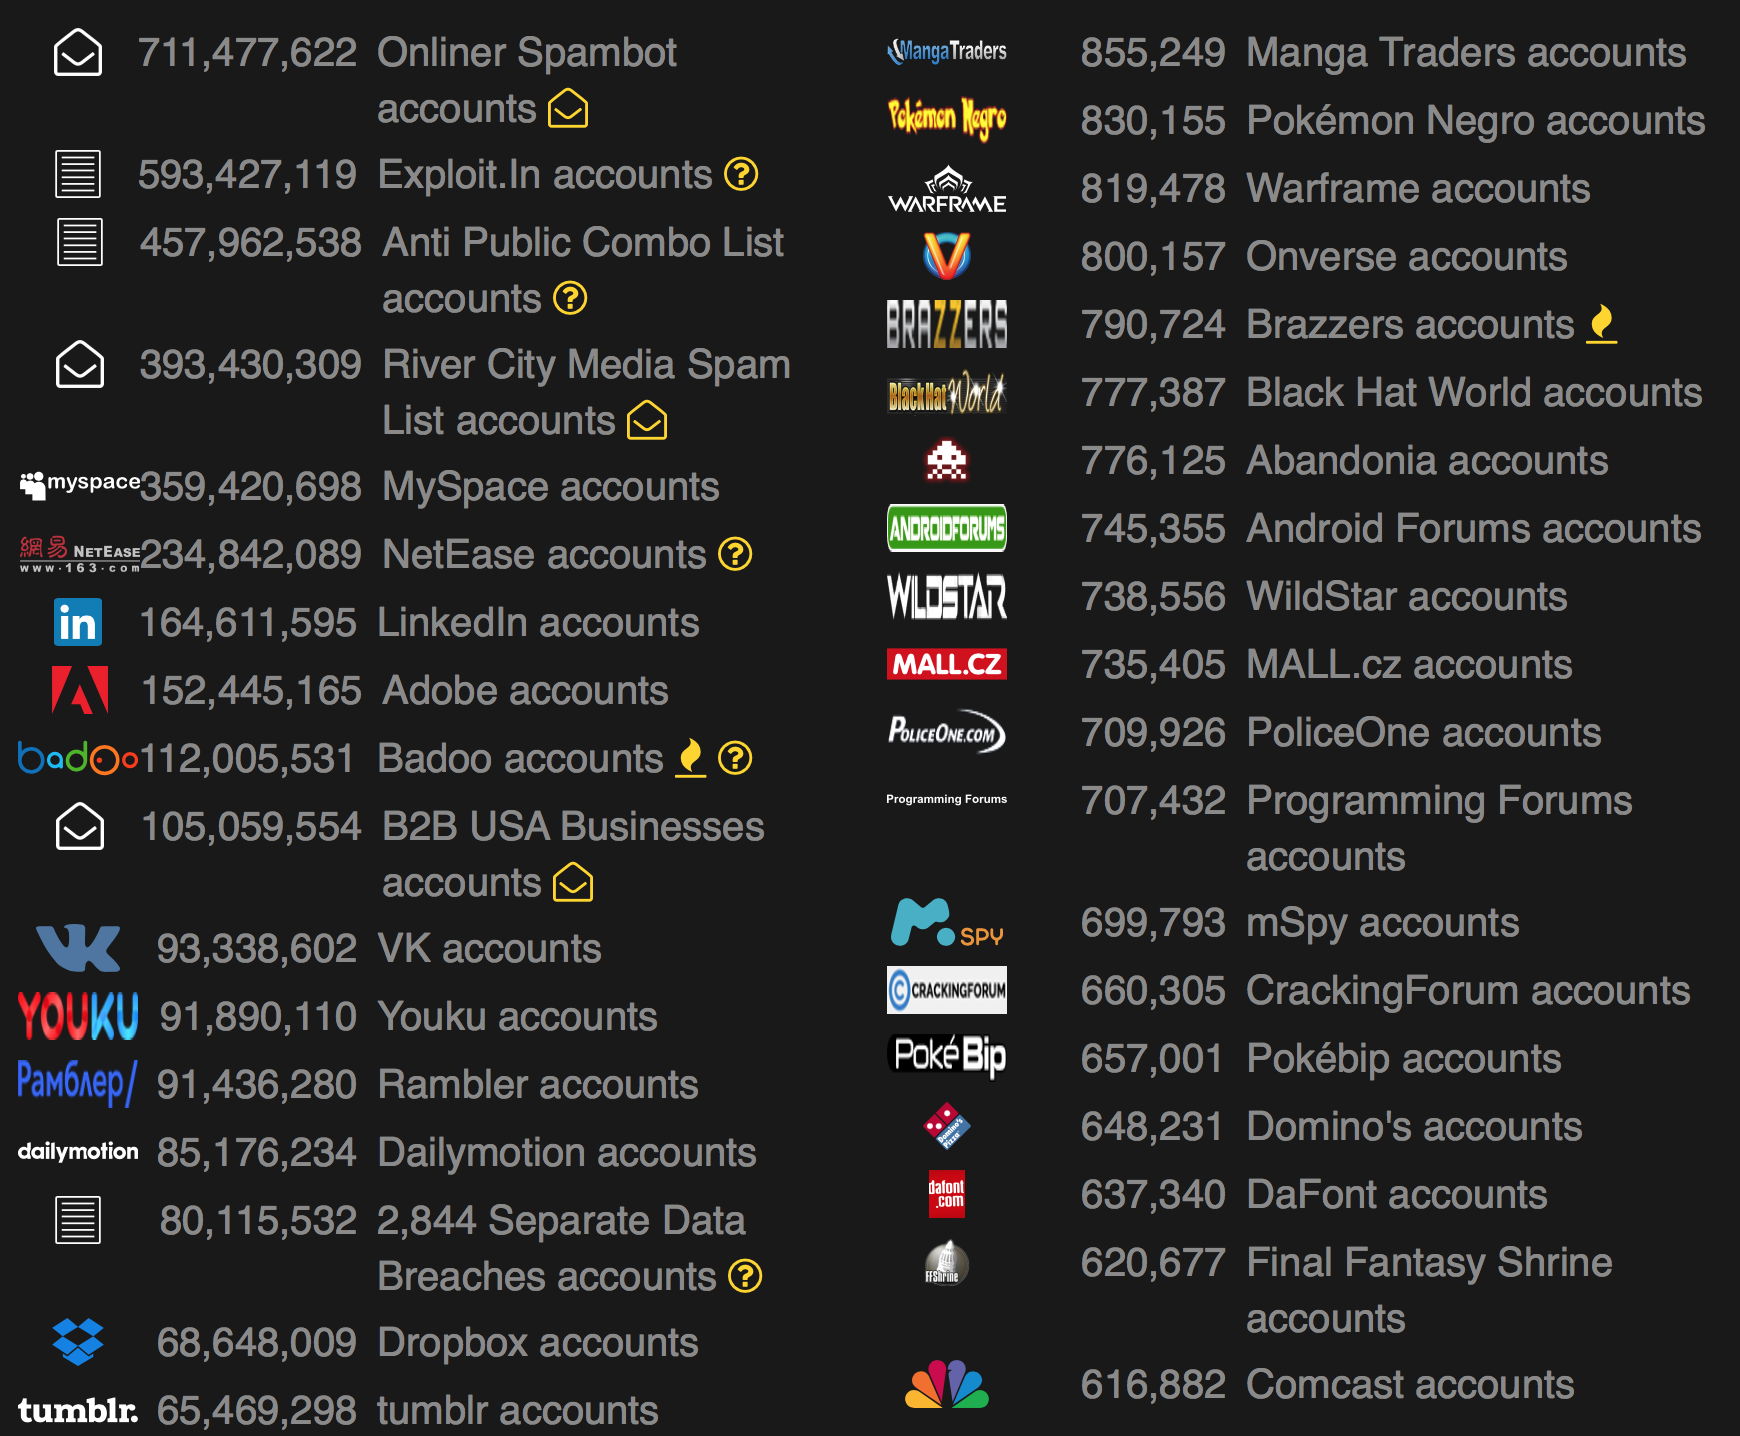 711,477,622 Onliner Spambot
accounts
593,427,119 Exploit.In accounts ?
457,962,538 Anti Public Combo List
accounts ?
393,430,309 River City Media Spam
List accounts
myspace 359,420,698 MySpace accounts
網易 NETEASE
www.163.com 234,842,089 NetEase accounts ?
in 164,611,595 LinkedIn accounts
152,445,165 Adobe accounts
badoo 112,005,531 Badoo accounts ?
105,059,554 B2B USA Businesses
accounts
VK 93,338,602 VK accounts
YOUKU 91,890,110 Youku accounts
Рамблер/ 91,436,280 Rambler accounts
dailymotion 85,176,234 Dailymotion accounts
80,115,532 2,844 Separate Data
Breaches accounts ?
68,648,009 Dropbox accounts
tumblr. 65,469,298 tumblr accounts
MangaTraders 855,249 Manga Traders accounts
Pokémon Negro 830,155 Pokémon Negro accounts
WARFRAME 819,478 Warframe accounts
V 800,157 Onverse accounts
BRAZZERS 790,724 Brazzers accounts
BlackHat World 777,387 Black Hat World accounts
776,125 Abandonia accounts
ANDROIDFORUMS 745,355 Android Forums accounts
WILDSTAR 738,556 WildStar accounts
MALL.CZ 735,405 MALL.cz accounts
POLICEONE.COM 709,926 PoliceOne accounts
Programming Forums 707,432 Programming Forums
accounts
mSPY 699,793 mSpy accounts
C CRACKINGFORUM 660,305 CrackingForum accounts
PokéBip 657,001 Pokébip accounts
Domino's Pizza 648,231 Domino's accounts
dafont
.com 637,340 DaFont accounts
FFShrine 620,677 Final Fantasy Shrine
accounts
616,882 Comcast accounts